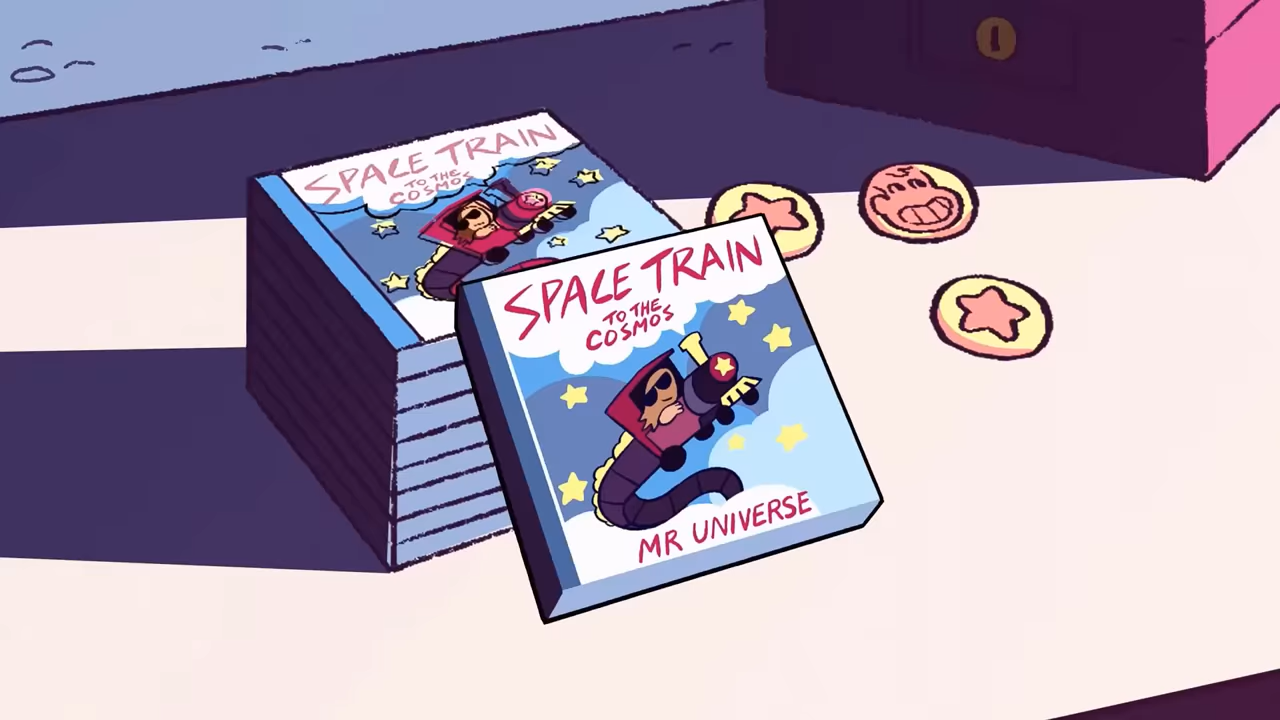 SPACE TRAIN
TO THE
COSMOS
SPACE TRAIN
TO THE
COSMOS
MR UNIVERSE